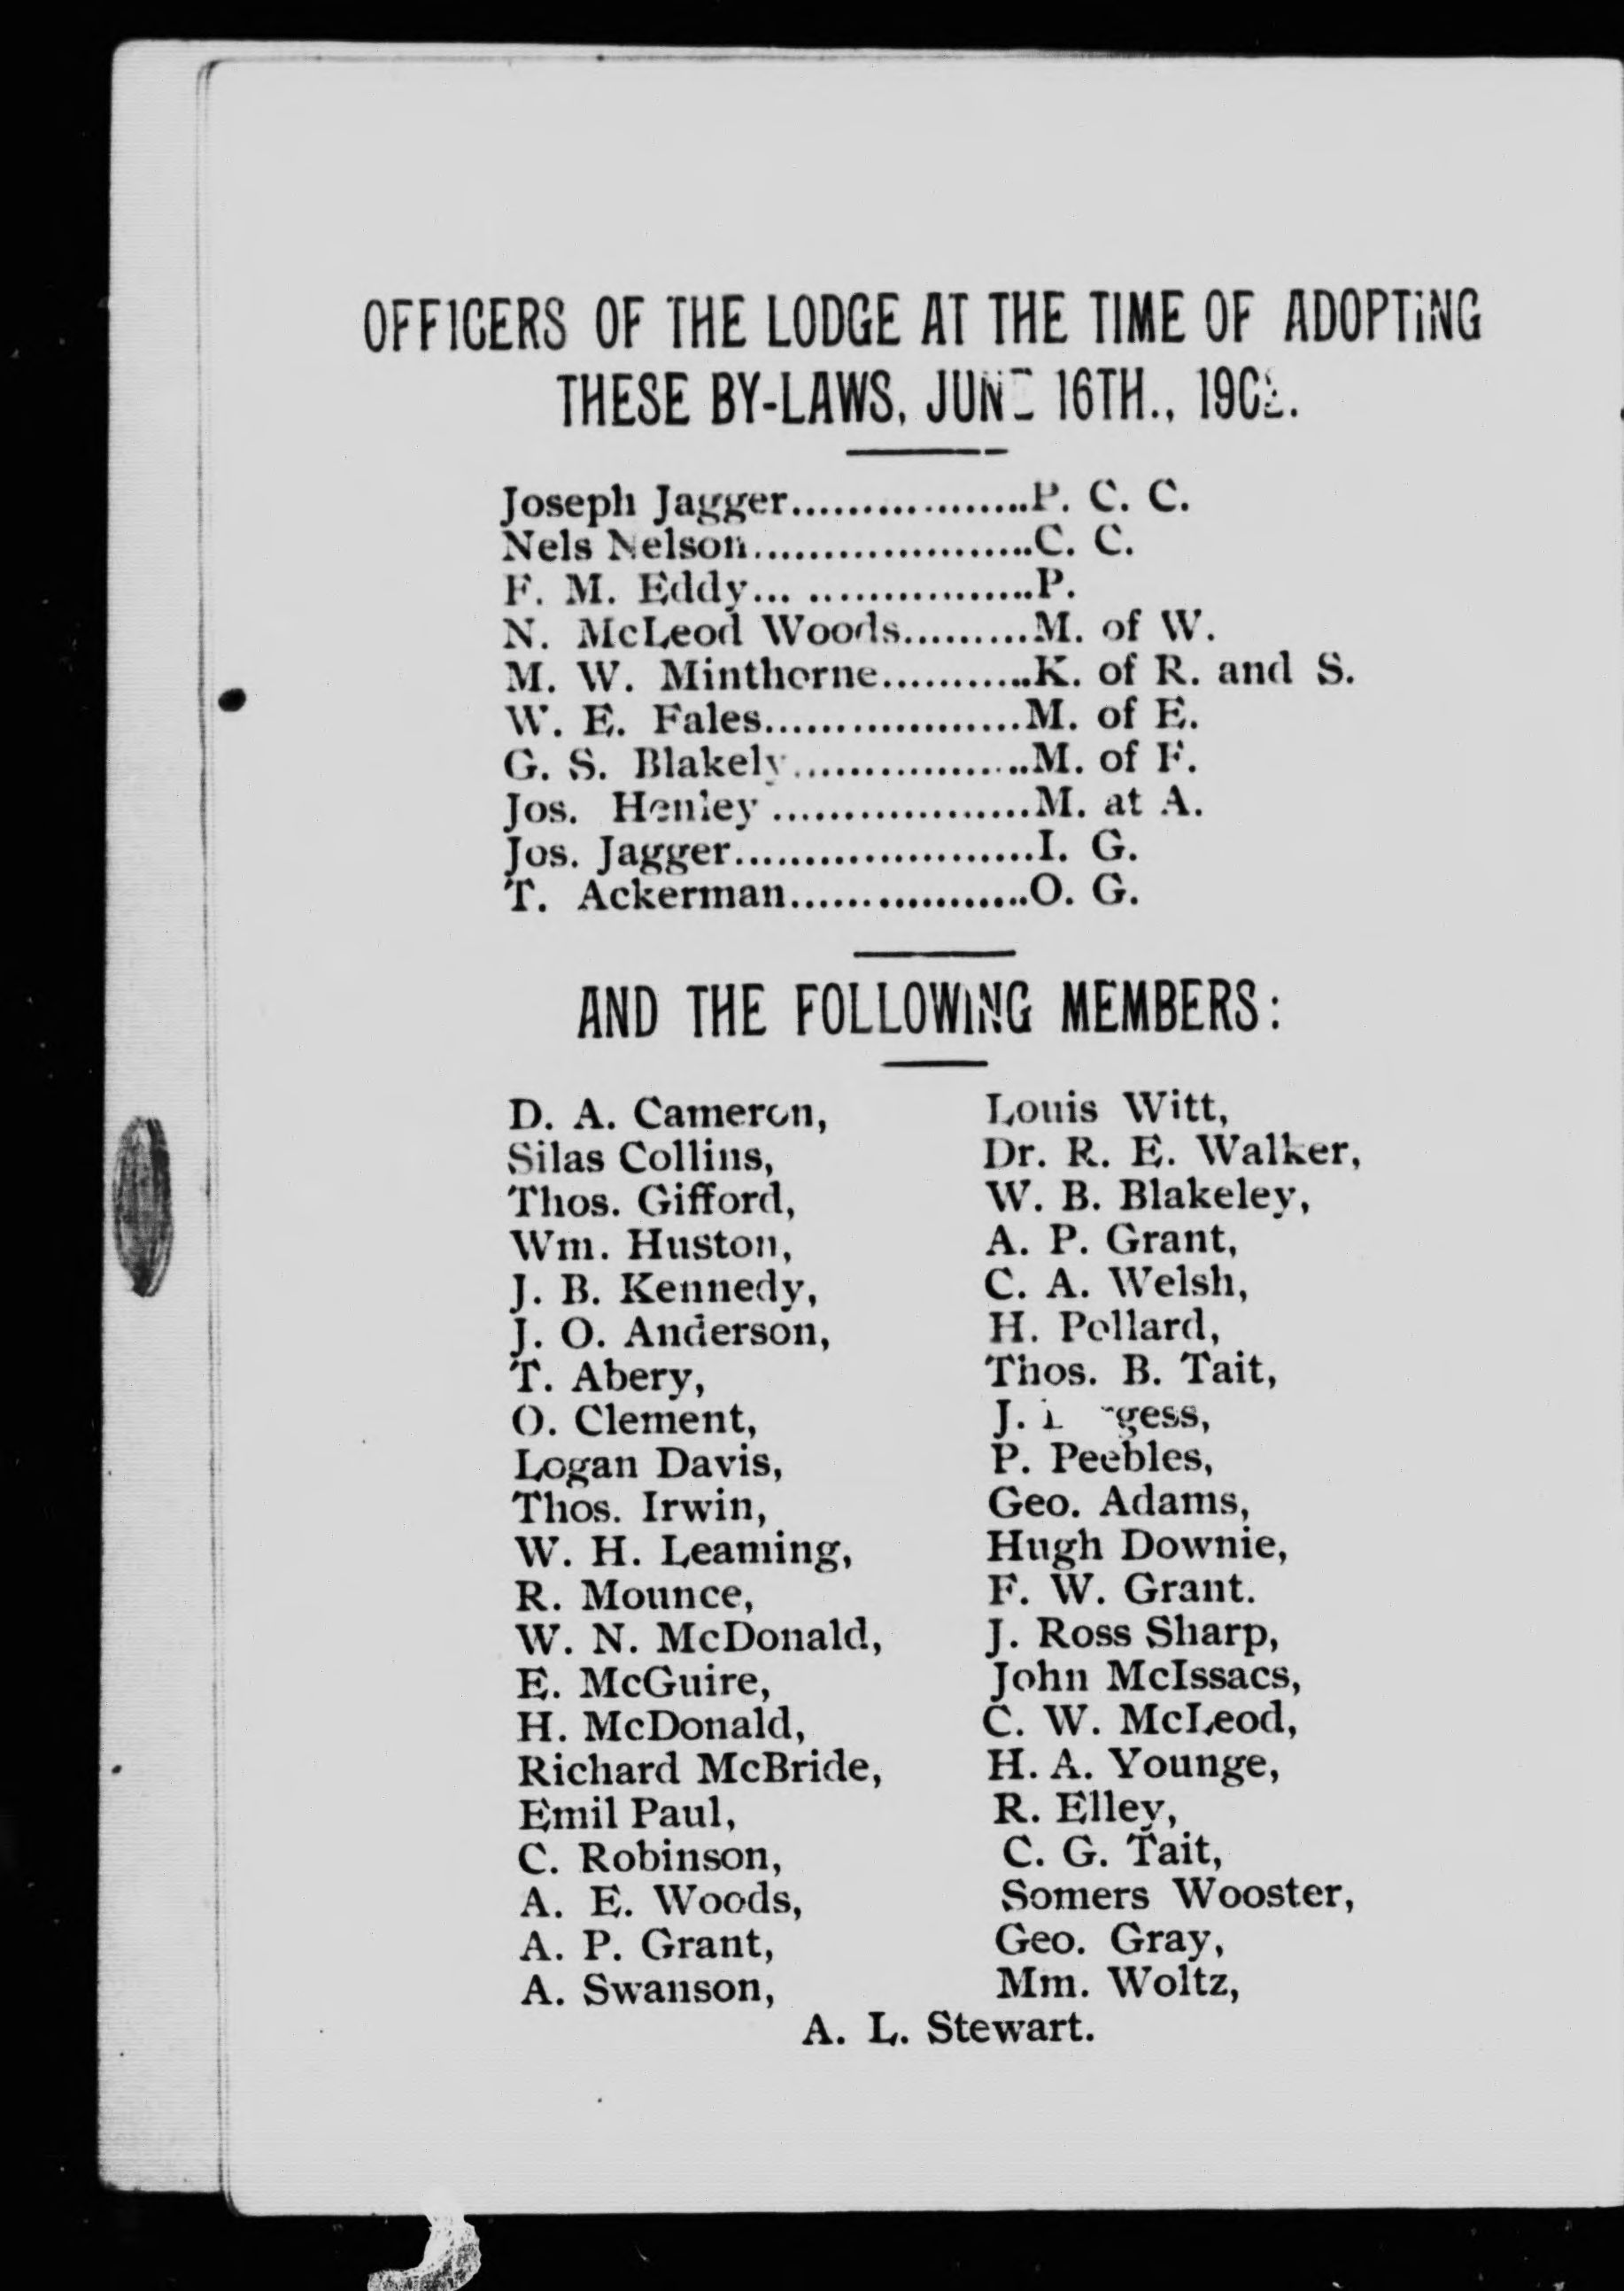 OFFICERS OF THE LODGE AT THE TIME OF ADOPTING
THESE BY-LAWS, JUNE 16TH.,
Joseph Jagger..................P. C. C.
Nels Nelson.....................C. C.
F. M. Eddy... .................P.
N. McLeod Woods.........M. of W.
M. W. Minthorne...........K. of R. and S.
W. E. Fales...................M. of E.
G. S. Blakely.................M. of F.
Jos. Henley ...................M. at A.
Jos. Jagger......................I. G.
T. Ackerman..................O. G.
AND THE FOLLOWING MEMBERS:
D. A. Cameron,
Silas Collins,
Thos. Gifford,
Wm. Huston,
J. B. Kennedy,
J. O. Anderson,
T. Abery,
O. Clement,
Logan Davis,
Thos. Irwin,
W. H. Leaming,
R. Mounce,
W. N. McDonald,
E. McGuire,
H. McDonald,
Richard McBride,
Emil Paul,
C. Robinson,
A. E. Woods,
A. P. Grant,
A. Swanson,
Louis Witt,
Dr. R. E. Walker,
W. B. Blakeley,
A. P. Grant,
C. A. Welsh,
H. Pollard,
Thos. B. Tait,
J.
P. Peebles,
Geo. Adams,
Hugh Downie,
F. W. Grant.
J. Ross Sharp,
John McIssacs,
C. W. McLeod,
H. A. Younge,
R. Elley,
C. G. Tait,
Somers Wooster,
Geo. Gray,
Mm. Woltz,
A. L. Stewart.